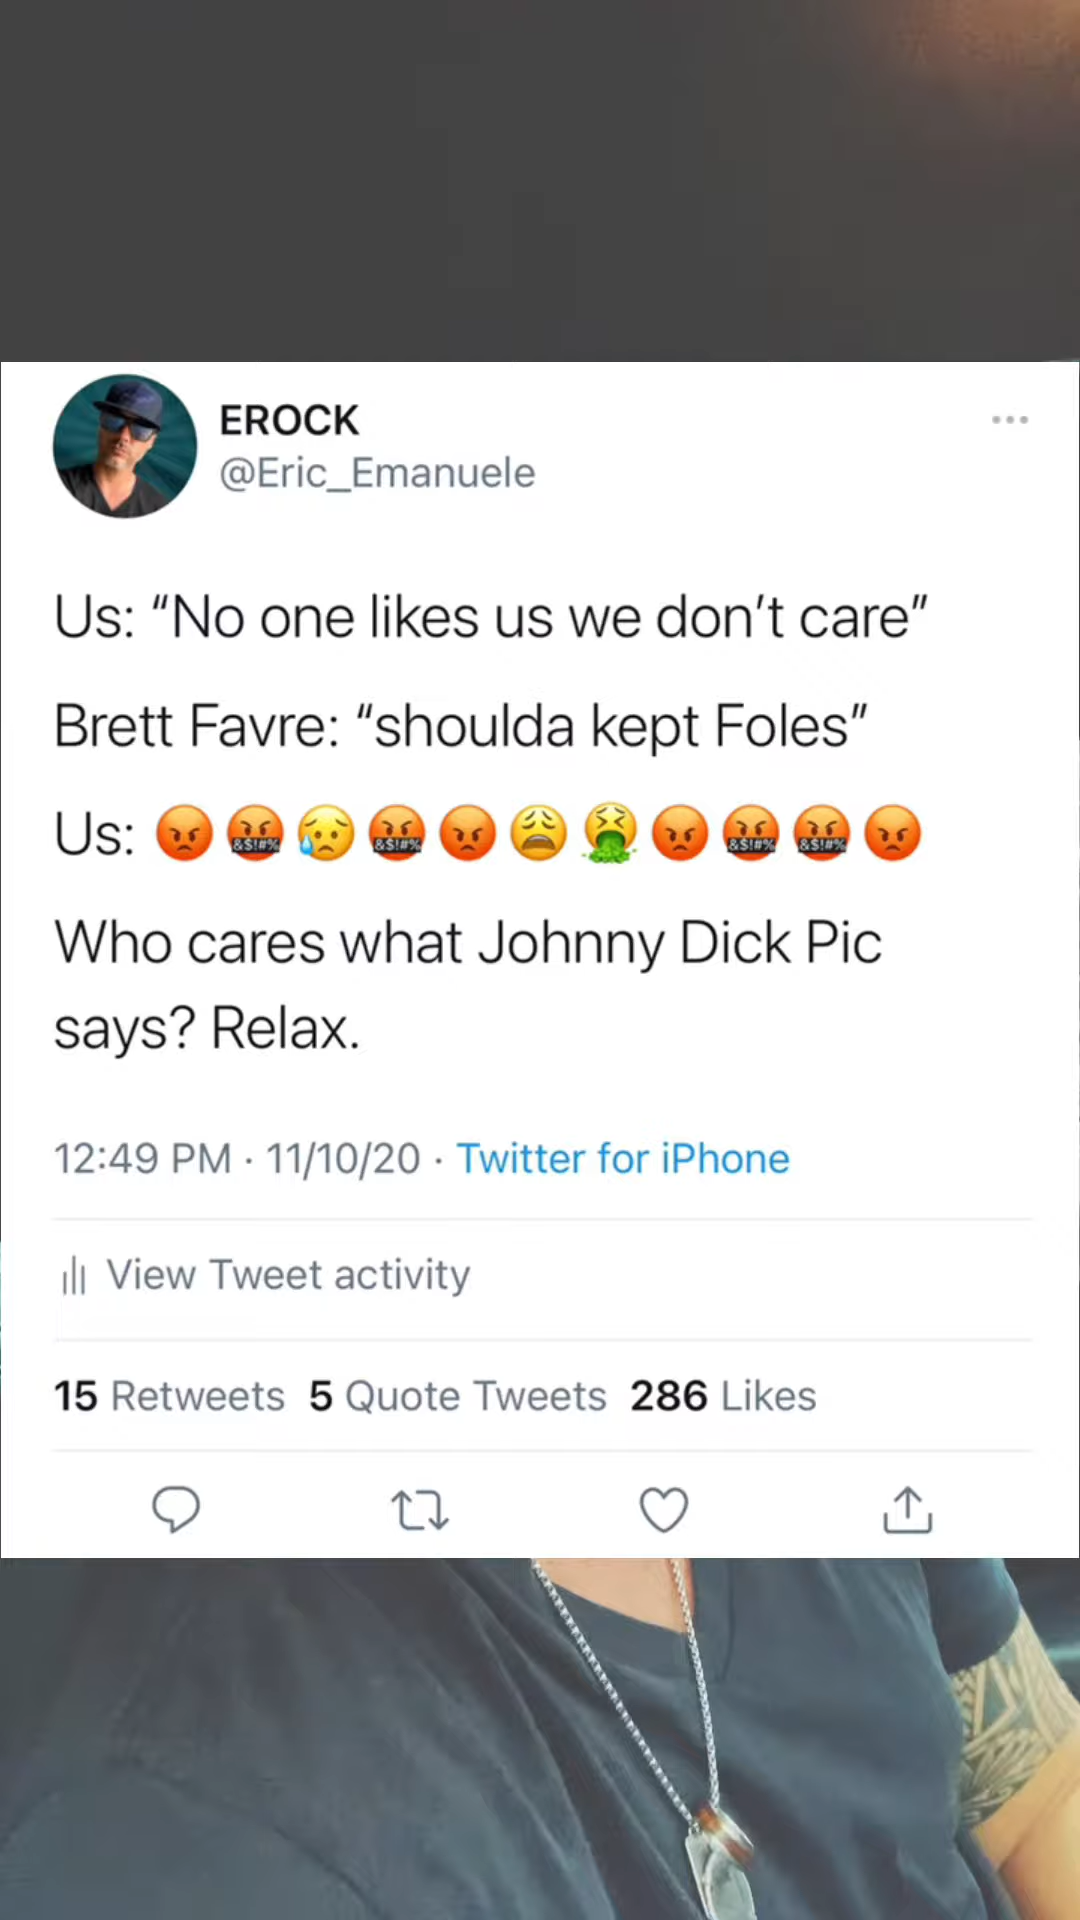 EROCK
@Eric_Emanuele
Us: “No one likes us we don’t care”
Brett Favre: “shoulda kept Foles”
Us: 😡🤬😥🤬😡😩🤮😡🤬🤬😡
Who cares what Johnny Dick Pic
says? Relax.
12:49 PM · 11/10/20 · Twitter for iPhone
View Tweet activity
15 Retweets 5 Quote Tweets 286 Likes